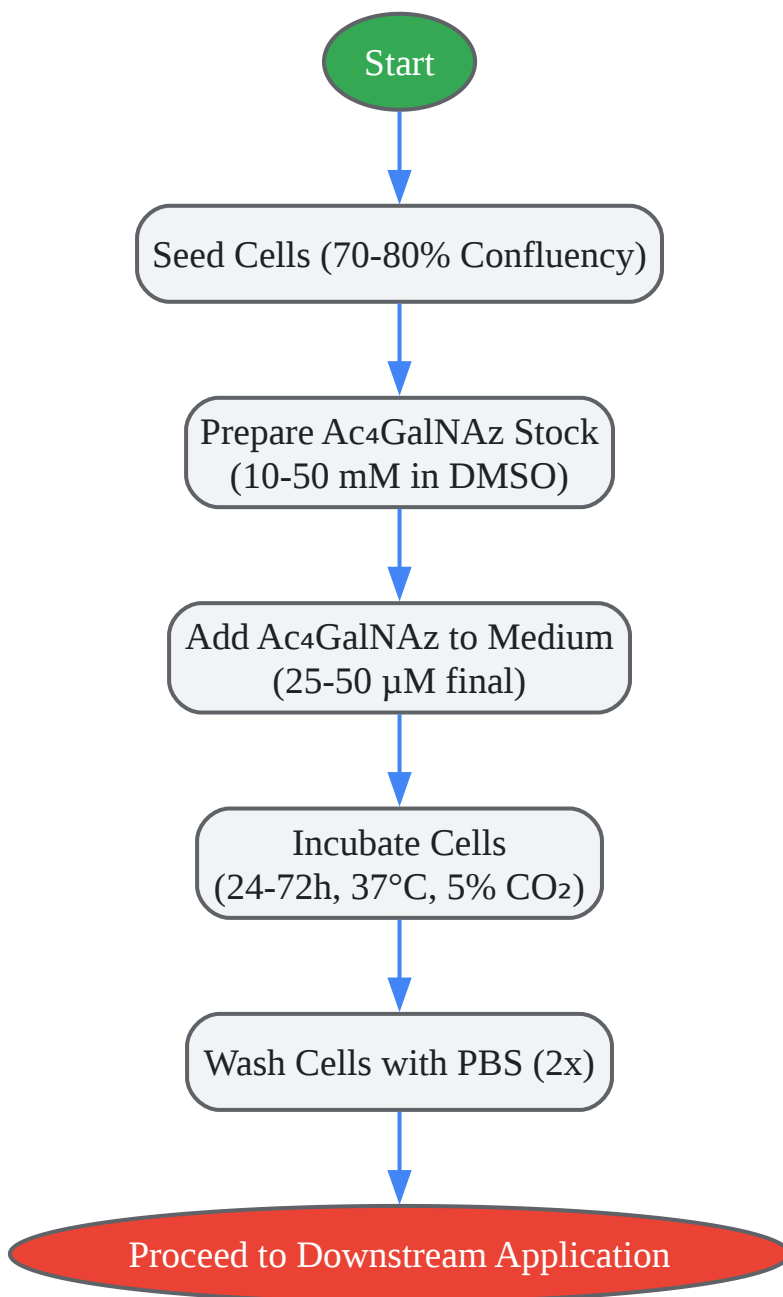 Start
Seed Cells (70-80% Confluency)
Prepare Ac₄GalNAz Stock
(10-50 mM in DMSO)
Add Ac₄GalNAz to Medium
(25-50 µM final)
Incubate Cells
(24-72h, 37°C, 5% CO₂)
Wash Cells with PBS (2x)
Proceed to Downstream Application